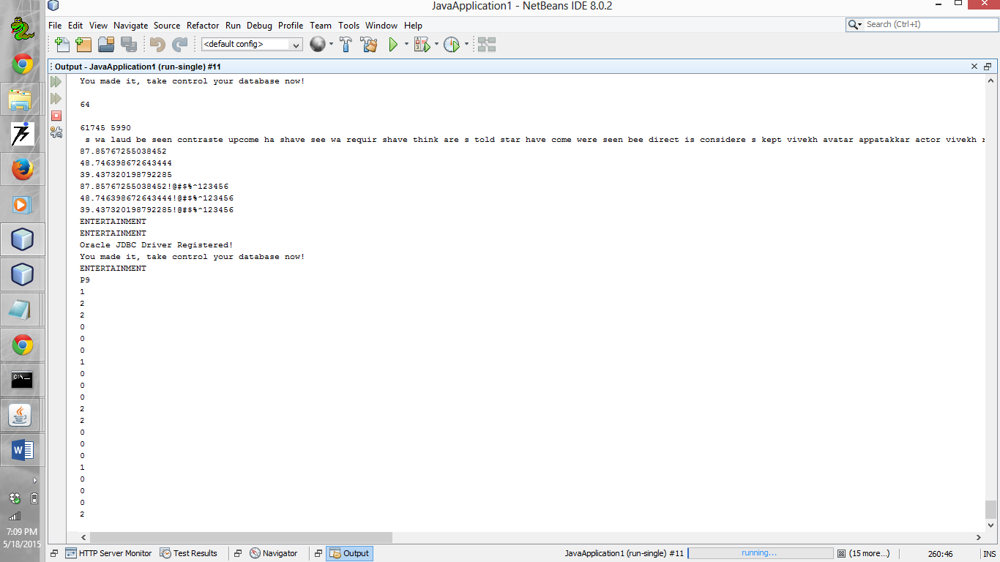 JavaApplication1 - NetBeans IDE 8.0.2
File Edit View Navigate Source Refactor Run Debug Profile Team Tools Window Help
Search (Ctrl+I)
<default config>
Output - JavaApplication1 (run-single) #11
You made it, take control your database now!
64
61745 5990
s wa laud be seen contraste upcome ha shave see wa requir shave think are s told star have come were seen bee direct is considere s kept vivekh avatar appatakkar actor vivekh
87.85767255038452
48.746398672643444
39.437320198792285
87.85767255038452!@#$%^123456
48.746398672643444!@#$%^123456
39.437320198792285!@#$%^123456
ENTERTAINMENT
ENTERTAINMENT
Oracle JDBC Driver Registered!
You made it, take control your database now!
ENTERTAINMENT
P9
1
2
2
0
0
0
1
0
0
0
2
2
0
0
0
1
0
0
0
2
7:09 PM
5/18/2015
HTTP Server Monitor Test Results Navigator Output JavaApplication1 (run-single) #11 running... (15 more...) 260:46 INS